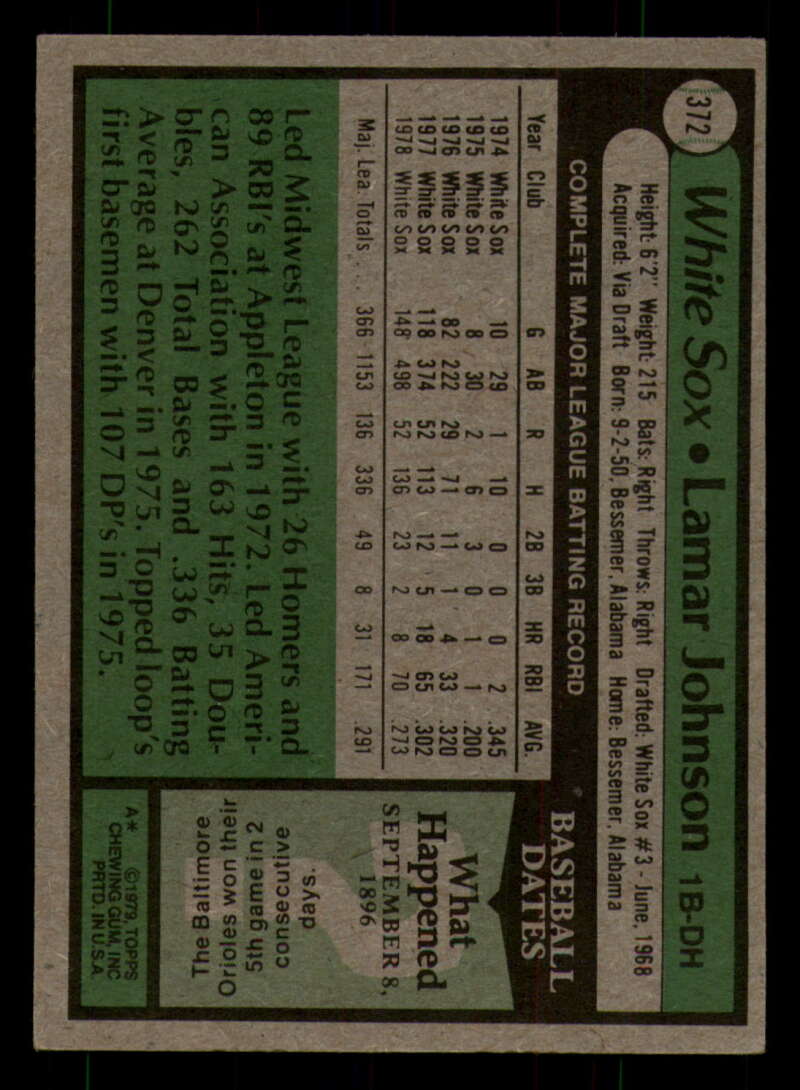 372
White Sox • Lamar Johnson 1B-DH
Height: 6'2" Weight: 215 Bats: Right Throws: Right Drafted: White Sox #3 - June, 1968
Acquired: Via Draft Born: 9-2-50, Bessemer, Alabama Home: Bessemer, Alabama
COMPLETE MAJOR LEAGUE BATTING RECORD
Year Club G AB R H 2B 3B HR RBI AVG.
1974 White Sox 10 29 1 10 0 0 0 2 .345
1975 White Sox 8 30 2 6 3 0 1 1 .200
1976 White Sox 82 222 29 71 11 1 4 33 .320
1977 White Sox 118 374 52 113 12 5 18 65 .302
1978 White Sox 148 498 52 136 23 2 8 70 .273
Maj. Lea. Totals . . . 366 1153 136 336 49 8 31 171 .291
Led Midwest League with 26 Homers and
89 RBI's at Appleton in 1972. Led Ameri-
can Association with 163 Hits, 35 Dou-
bles, 262 Total Bases and .336 Batting
Average at Denver in 1975. Topped loop's
first basemen with 107 DP's in 1975.
BASEBALL
DATES
What
Happened
SEPTEMBER 8,
1896
The Baltimore
Orioles won their
5th game in 2
consecutive
days.
A* ©1979, TOPPS
CHEWING GUM, INC
PRTD. IN U.S.A.